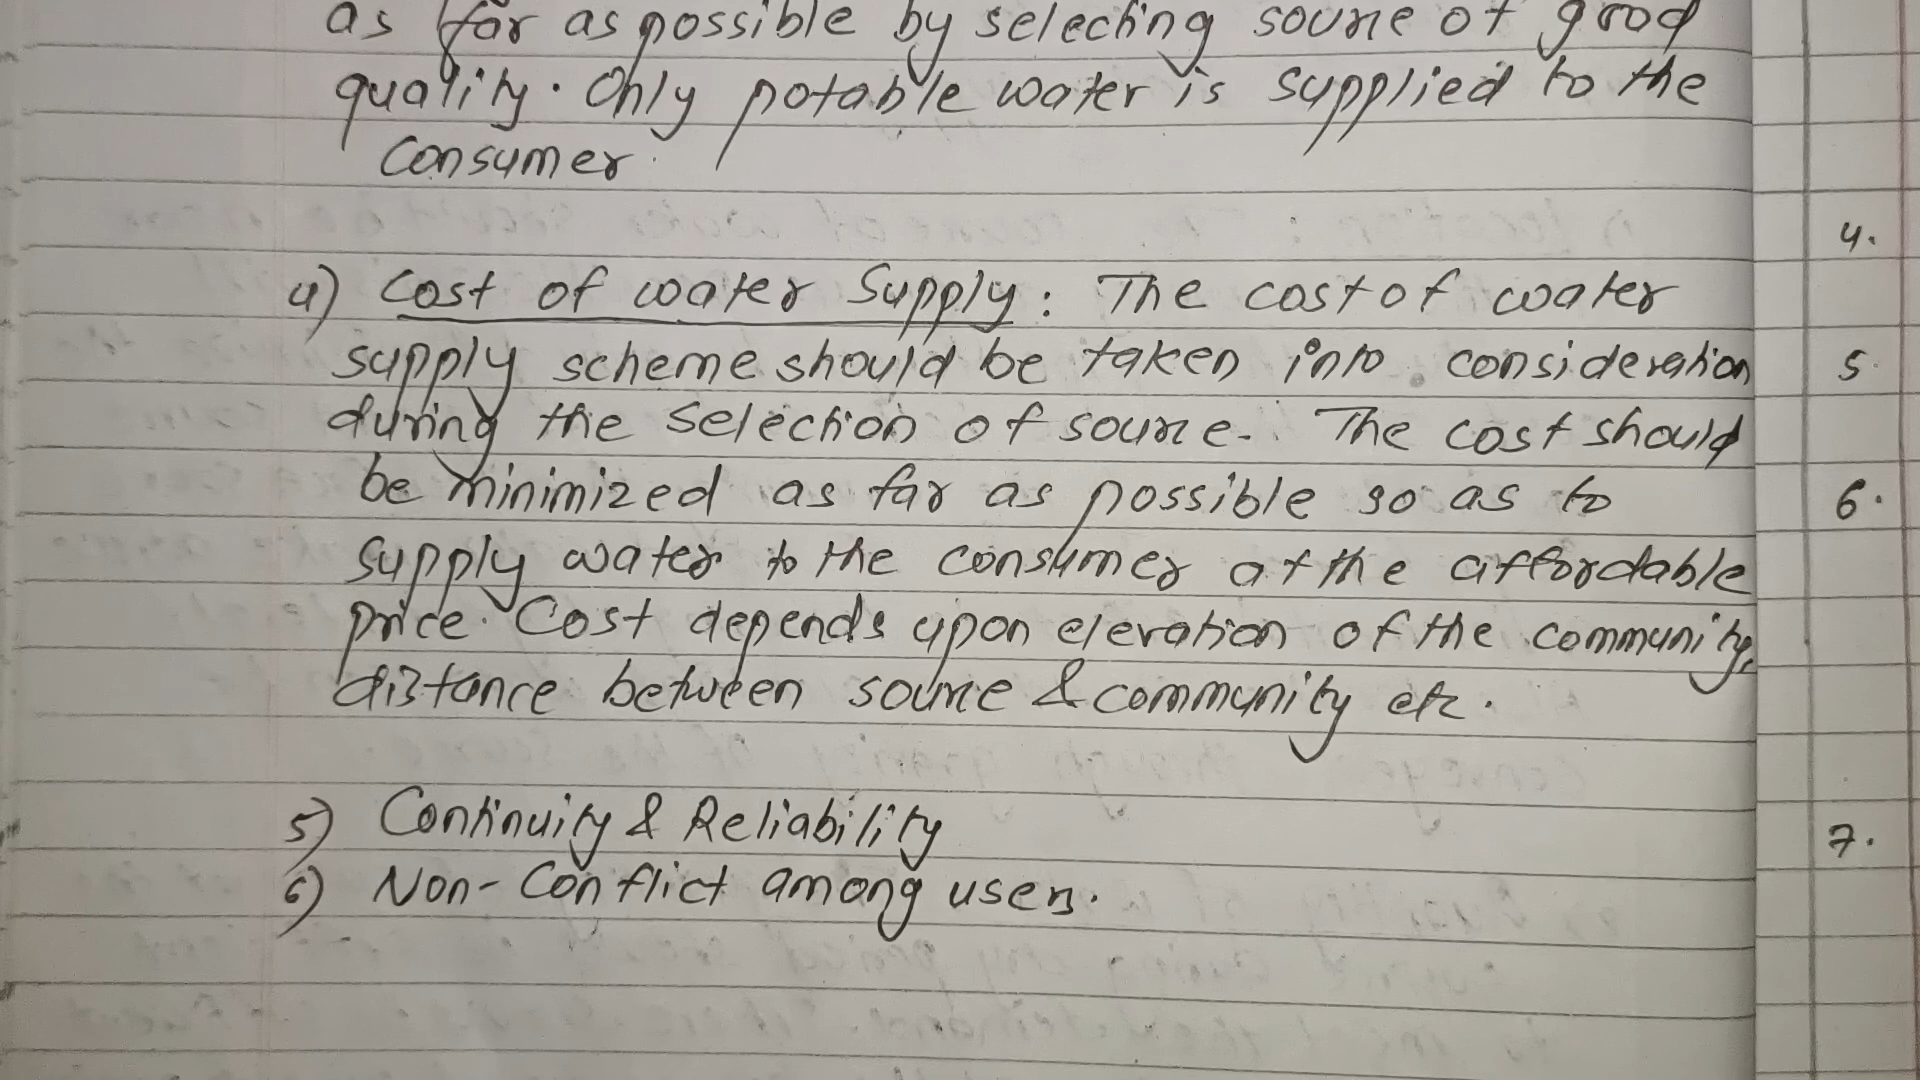 as far as possible by selecting source of good
quality. Only potable water is supplied to the
consumer.
4.
4) Cost of water Supply: The cost of water
supply scheme should be taken into consideration
5.
during the selection of source. The cost should
be minimized as far as possible so as to
6.
supply water to the consumer at the affordable
price. Cost depends upon elevation of the community,
distance between source & community etc.
5) Continuity & Reliability
7.
6) Non-Conflict among users.